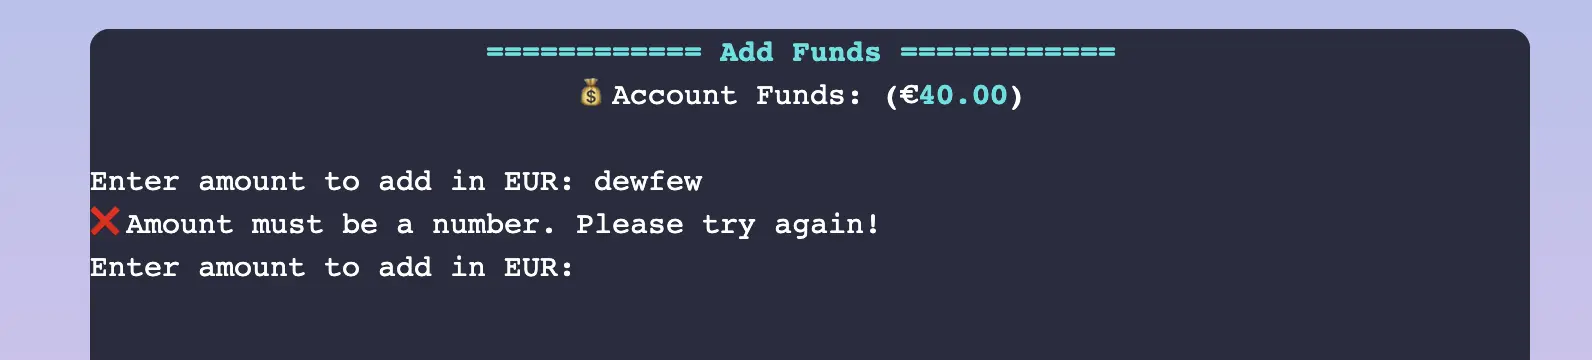 ============ Add Funds ============
💰Account Funds: (€40.00)
Enter amount to add in EUR: dewfew
❌Amount must be a number. Please try again!
Enter amount to add in EUR: